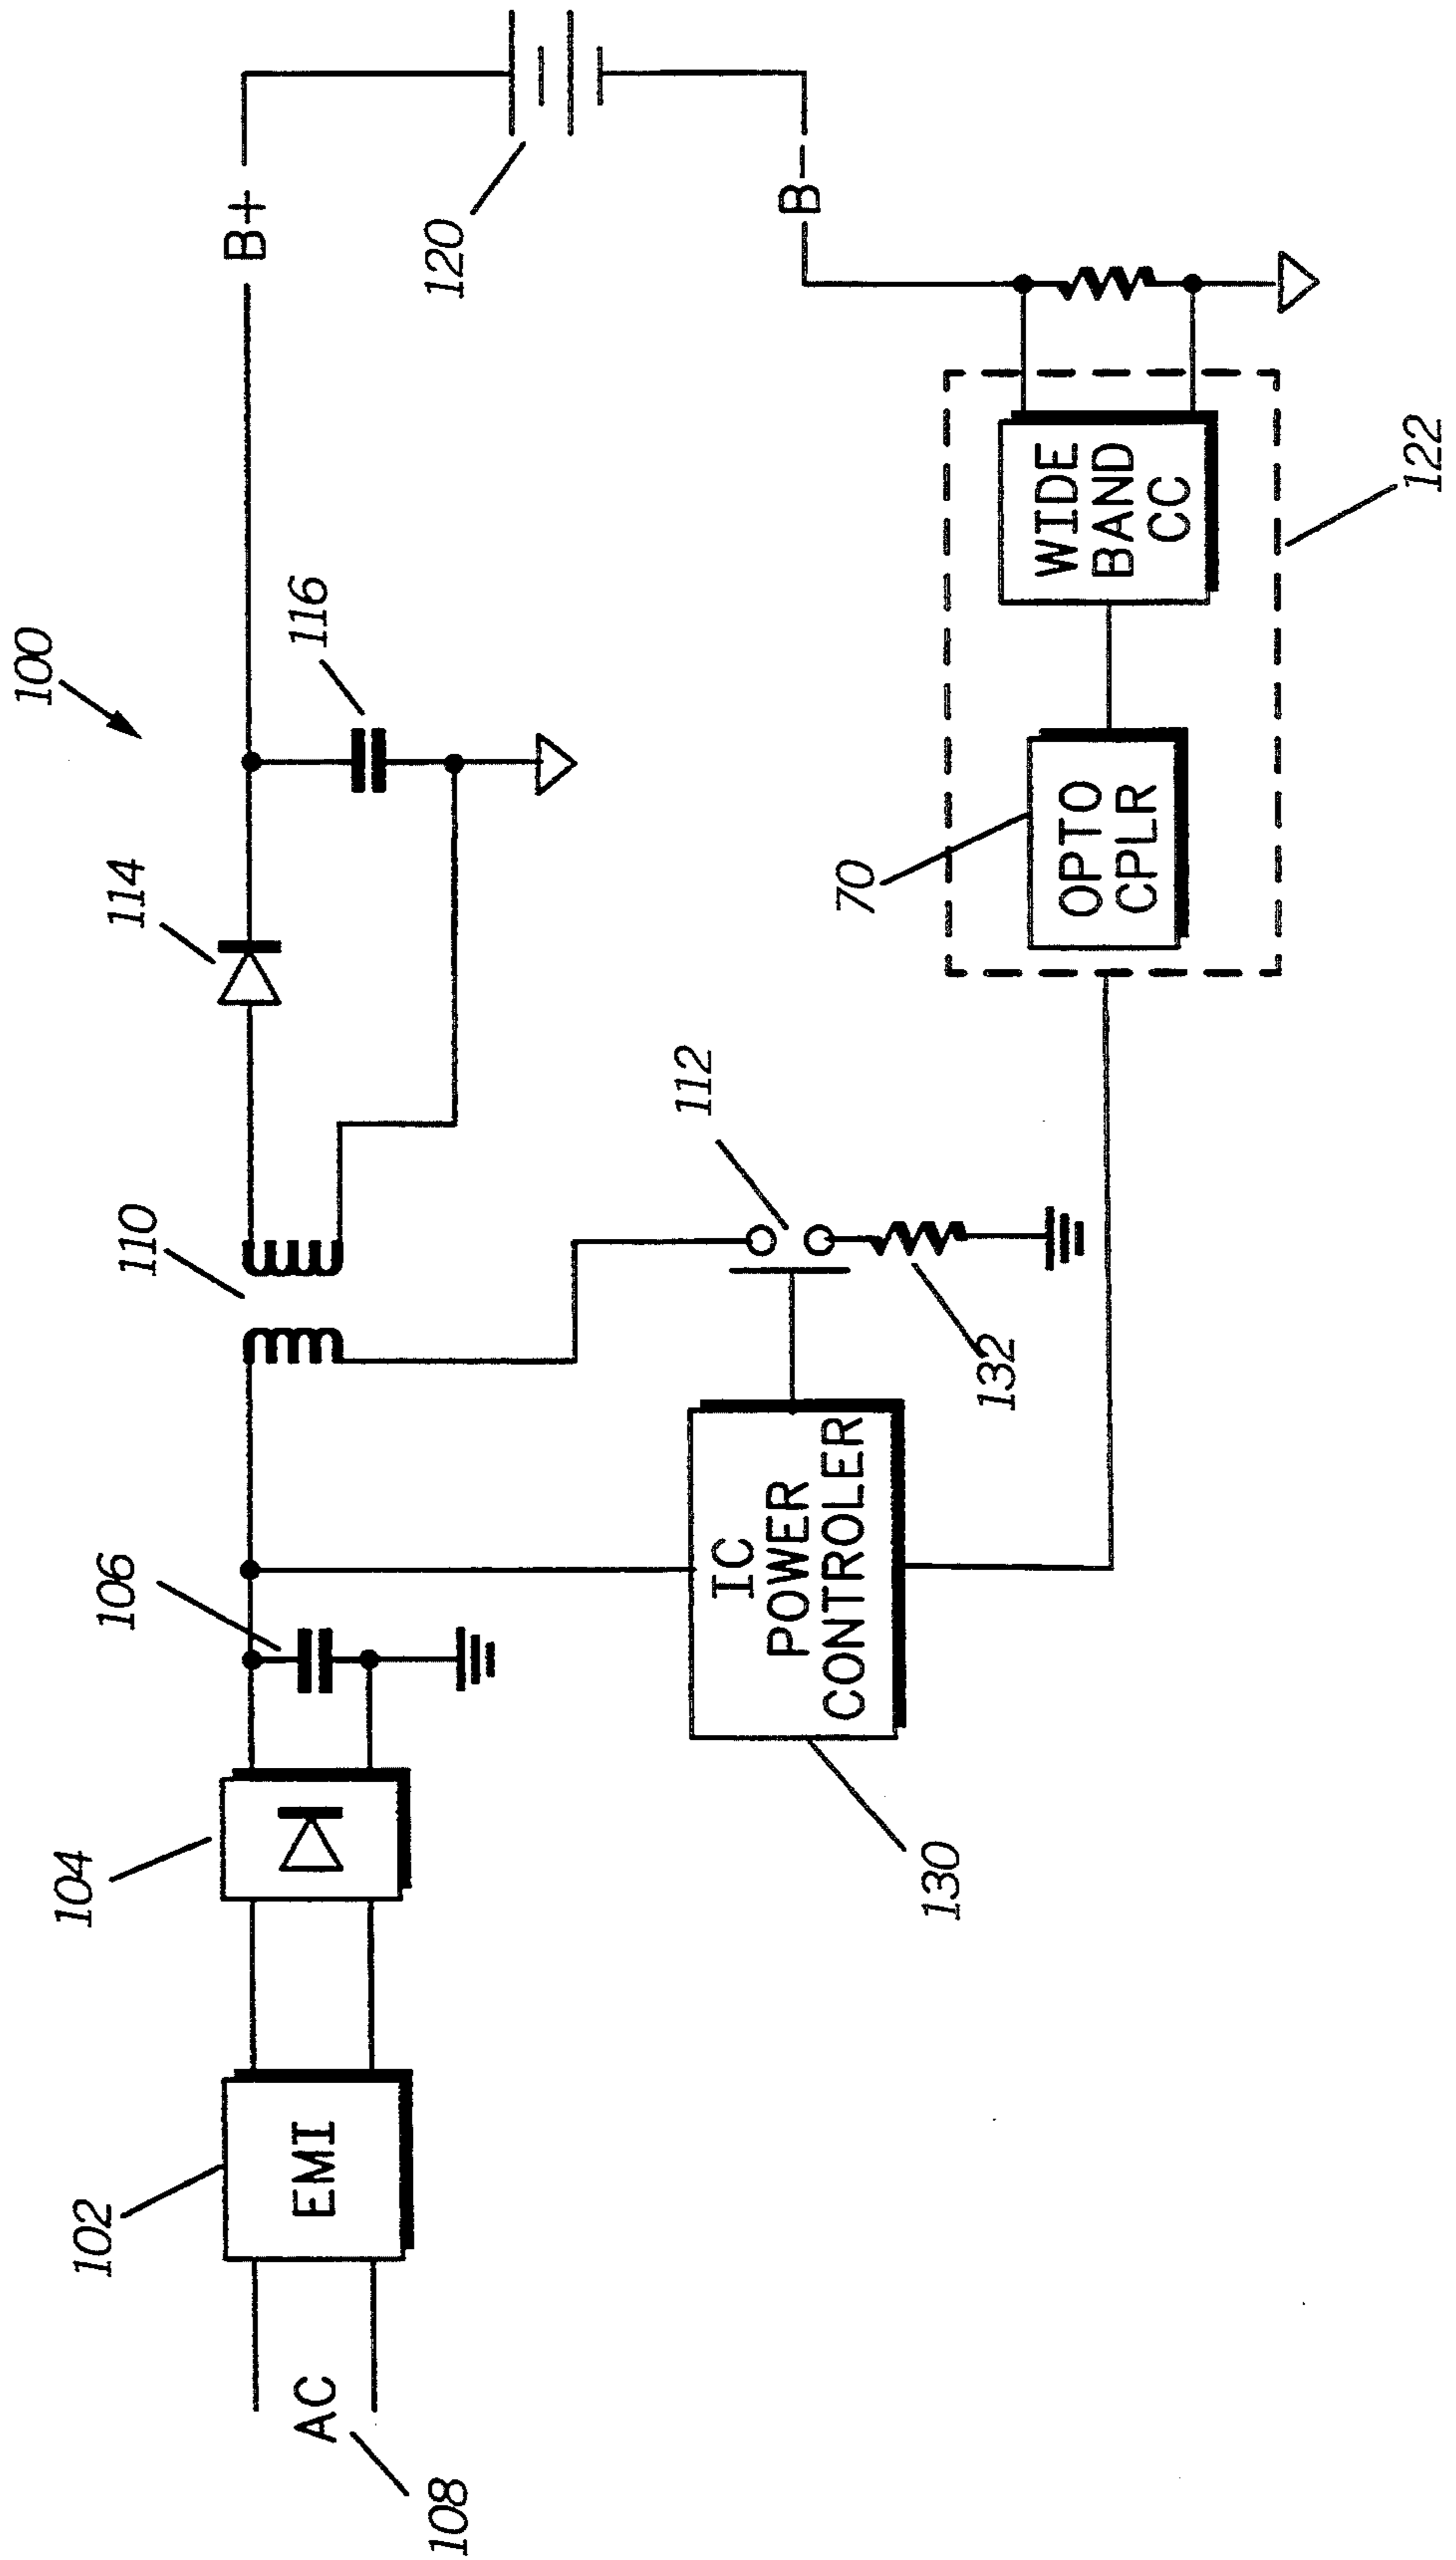 100
108
AC
102
EMI
104
106
110
114
116
B+
120
B-
130
IC
POWER
CONTROLER
112
132
70
OPTO
CPLR
WIDE
BAND
CC
122